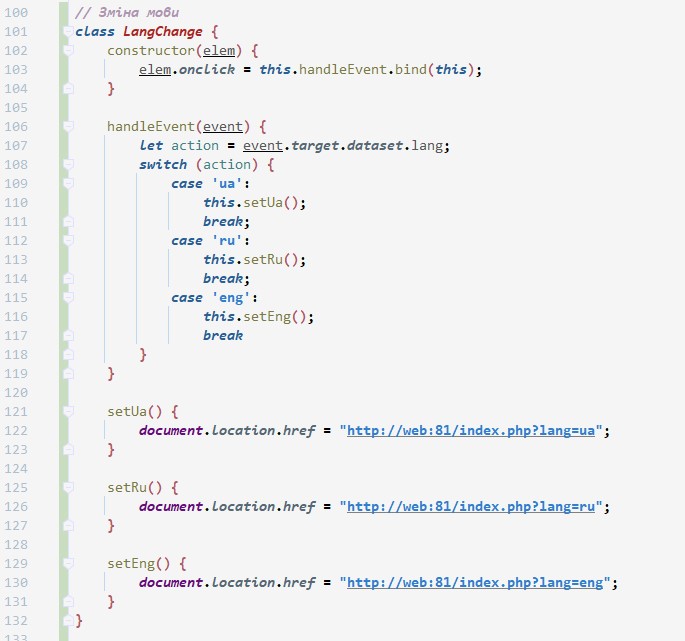 100 // Зміна мови
101 class LangChange {
102 constructor(elem) {
103 elem.onclick = this.handleEvent.bind(this);
104 }
105
106 handleEvent(event) {
107 let action = event.target.dataset.lang;
108 switch (action) {
109 case 'ua':
110 this.setUa();
111 break;
112 case 'ru':
113 this.setRu();
114 break;
115 case 'eng':
116 this.setEng();
117 break
118 }
119 }
120
121 setUa() {
122 document.location.href = "http://web:81/index.php?lang=ua";
123 }
124
125 setRu() {
126 document.location.href = "http://web:81/index.php?lang=ru";
127 }
128
129 setEng() {
130 document.location.href = "http://web:81/index.php?lang=eng";
131 }
132 }
133